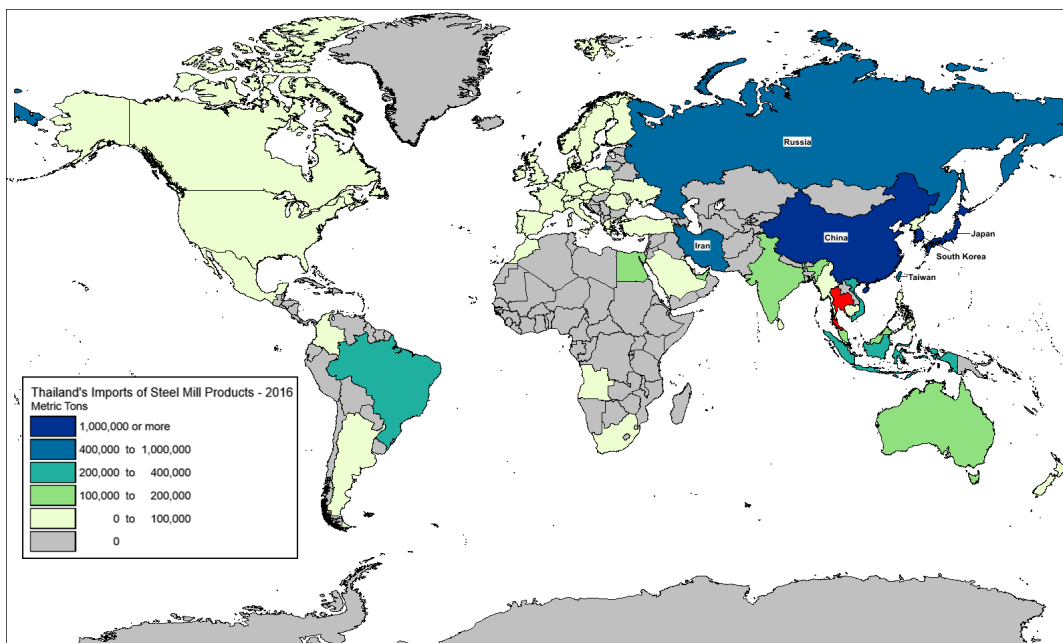 Russia
China
Iran
Japan
South Korea
Taiwan
Thailand's Imports of Steel Mill Products - 2016
Metric Tons
1,000,000 or more
400,000 to 1,000,000
200,000 to 400,000
100,000 to 200,000
0 to 100,000
0